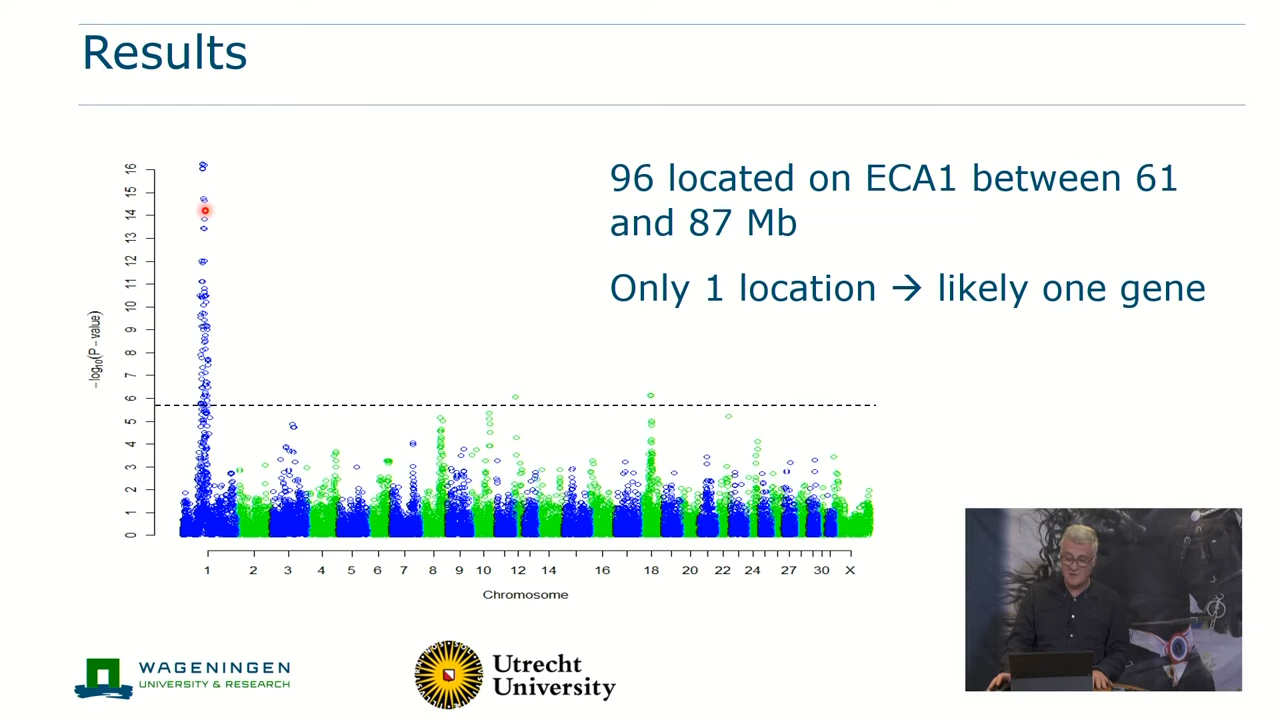 Results
96 located on ECA1 between 61
and 87 Mb
Only 1 location → likely one gene
16
15
14
13
12
11
10
9
8
7
6
5
4
3
2
1
0
−log10(P − value)
1 2 3 4 5 6 7 8 9 10 12 14 16 18 20 22 24 27 30 X
Chromosome
WAGENINGEN
UNIVERSITY & RESEARCH
Utrecht
University